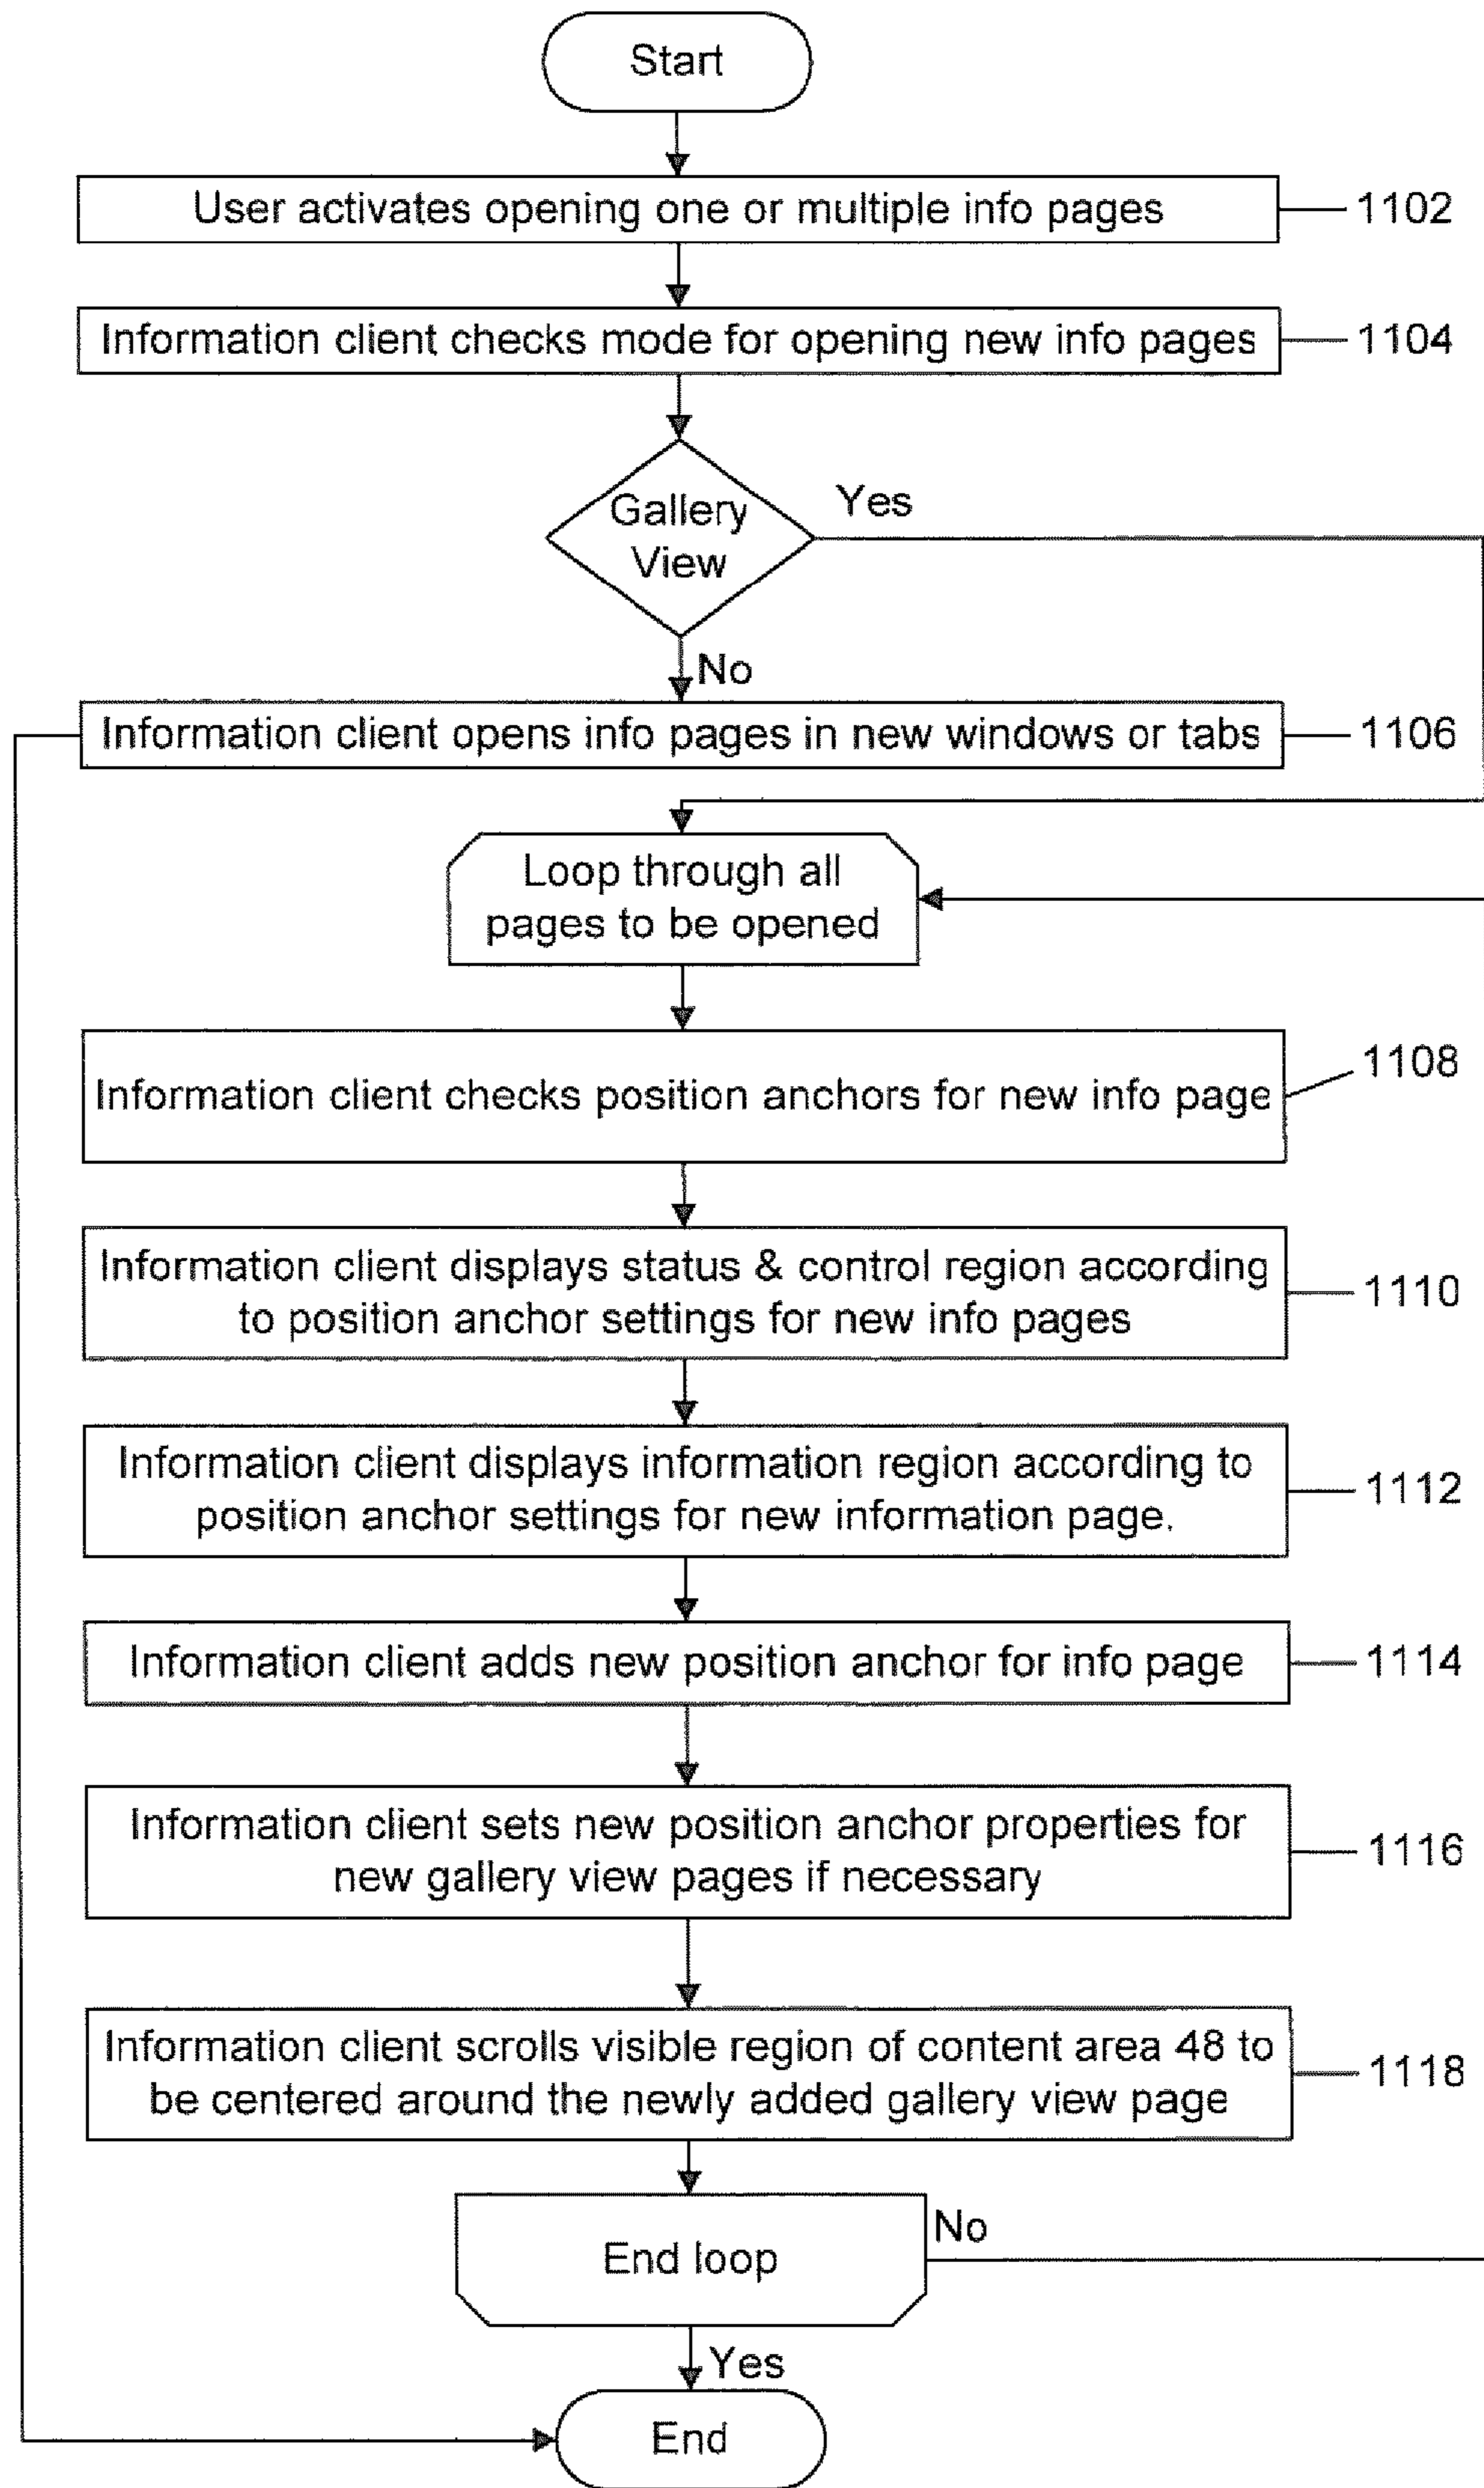 Start
User activates opening one or multiple info pages
1102
Information client checks mode for opening new info pages
1104
Gallery
View
Yes
No
Information client opens info pages in new windows or tabs
1106
Loop through all
pages to be opened
Information client checks position anchors for new info page
1108
Information client displays status & control region according
to position anchor settings for new info pages
1110
Information client displays information region according to
position anchor settings for new information page.
1112
Information client adds new position anchor for info page
1114
Information client sets new position anchor properties for
new gallery view pages if necessary
1116
Information client scrolls visible region of content area 48 to
be centered around the newly added gallery view page
1118
End loop
No
Yes
End